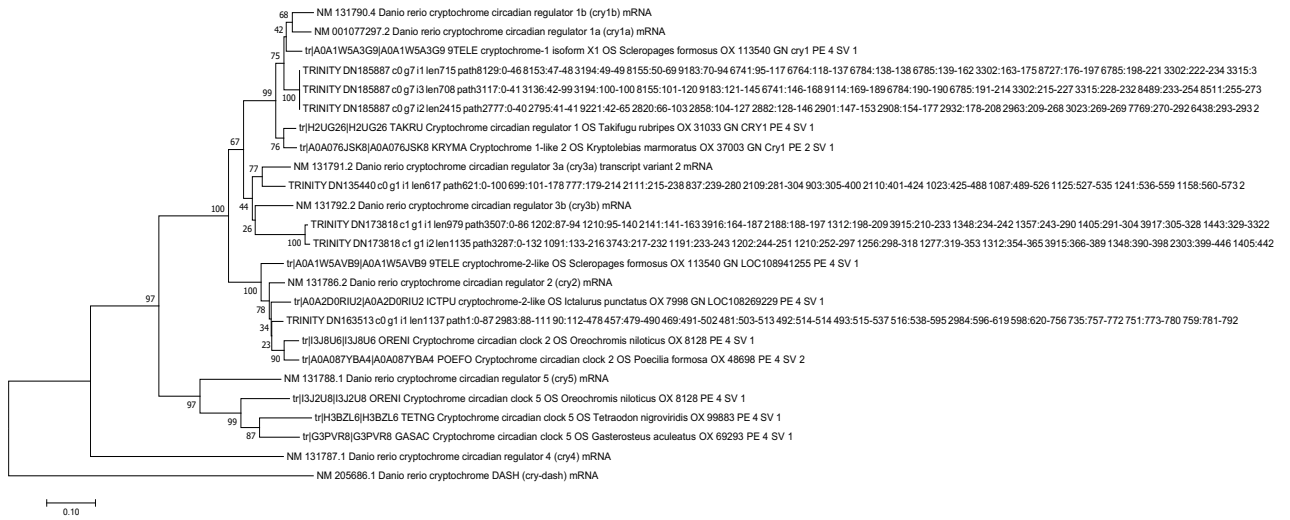 NM 131790.4 Danio rerio cryptochrome circadian regulator 1b (cry1b) mRNA
68
42
NM 001077297.2 Danio rerio cryptochrome circadian regulator 1a (cry1a) mRNA
tr|A0A1W5A3G9|A0A1W5A3G9 9TELE cryptochrome-1 isoform X1 OS Scleropages formosus OX 113540 GN cry1 PE 4 SV 1
75
TRINITY DN185887 c0 g7 i1 len715 path8129:0-46 8153:47-48 3194:49-49 8155:50-69 9183:70-94 6741:95-117 6764:118-137 6784:138-138 6785:139-162 3302:163-175 8727:176-197 6785:198-221 3302:222-234 3315:3
99
TRINITY DN185887 c0 g7 i3 len708 path3117:0-41 3136:42-99 3194:100-100 8155:101-120 9183:121-145 6741:146-168 9114:169-189 6784:190-190 6785:191-214 3302:215-227 3315:228-232 8489:233-254 8511:255-273
100
TRINITY DN185887 c0 g7 i2 len2415 path2777:0-40 2795:41-41 9221:42-65 2820:66-103 2858:104-127 2882:128-146 2901:147-153 2908:154-177 2932:178-208 2963:209-268 3023:269-269 7769:270-292 6438:293-293 2
tr|H2UG26|H2UG26 TAKRU Cryptochrome circadian regulator 1 OS Takifugu rubripes OX 31033 GN CRY1 PE 4 SV 1
67
76
tr|A0A076JSK8|A0A076JSK8 KRYMA Cryptochrome 1-like 2 OS Kryptolebias marmoratus OX 37003 GN Cry1 PE 2 SV 1
NM 131791.2 Danio rerio cryptochrome circadian regulator 3a (cry3a) transcript variant 2 mRNA
77
TRINITY DN135440 c0 g1 i1 len617 path621:0-100 699:101-178 777:179-214 2111:215-238 837:239-280 2109:281-304 903:305-400 2110:401-424 1023:425-488 1087:489-526 1125:527-535 1241:536-559 1158:560-573 2
44
NM 131792.2 Danio rerio cryptochrome circadian regulator 3b (cry3b) mRNA
100
26
TRINITY DN173818 c1 g1 i1 len979 path3507:0-86 1202:87-94 1210:95-140 2141:141-163 3916:164-187 2188:188-197 1312:198-209 3915:210-233 1348:234-242 1357:243-290 1405:291-304 3917:305-328 1443:329-3322
100
TRINITY DN173818 c1 g1 i2 len1135 path3287:0-132 1091:133-216 3743:217-232 1191:233-243 1202:244-251 1210:252-297 1256:298-318 1277:319-353 1312:354-365 3915:366-389 1348:390-398 2303:399-446 1405:442
tr|A0A1W5AVB9|A0A1W5AVB9 9TELE cryptochrome-2-like OS Scleropages formosus OX 113540 GN LOC108941255 PE 4 SV 1
NM 131786.2 Danio rerio cryptochrome circadian regulator 2 (cry2) mRNA
100
97
tr|A0A2D0RIU2|A0A2D0RIU2 ICTPU cryptochrome-2-like OS Ictalurus punctatus OX 7998 GN LOC108269229 PE 4 SV 1
78
TRINITY DN163513 c0 g1 i1 len1137 path1:0-87 2983:88-111 90:112-478 457:479-490 469:491-502 481:503-513 492:514-514 493:515-537 516:538-595 2984:596-619 598:620-756 735:757-772 751:773-780 759:781-792
34
tr|I3J8U6|I3J8U6 ORENI Cryptochrome circadian clock 2 OS Oreochromis niloticus OX 8128 PE 4 SV 1
23
90
tr|A0A087YBA4|A0A087YBA4 POEFO Cryptochrome circadian clock 2 OS Poecilia formosa OX 48698 PE 4 SV 2
NM 131788.1 Danio rerio cryptochrome circadian regulator 5 (cry5) mRNA
97
tr|I3J2U8|I3J2U8 ORENI Cryptochrome circadian clock 5 OS Oreochromis niloticus OX 8128 PE 4 SV 1
99
tr|H3BZL6|H3BZL6 TETNG Cryptochrome circadian clock 5 OS Tetraodon nigroviridis OX 99883 PE 4 SV 1
87
tr|G3PVR8|G3PVR8 GASAC Cryptochrome circadian clock 5 OS Gasterosteus aculeatus OX 69293 PE 4 SV 1
NM 131787.1 Danio rerio cryptochrome circadian regulator 4 (cry4) mRNA
NM 205686.1 Danio rerio cryptochrome DASH (cry-dash) mRNA
0.10